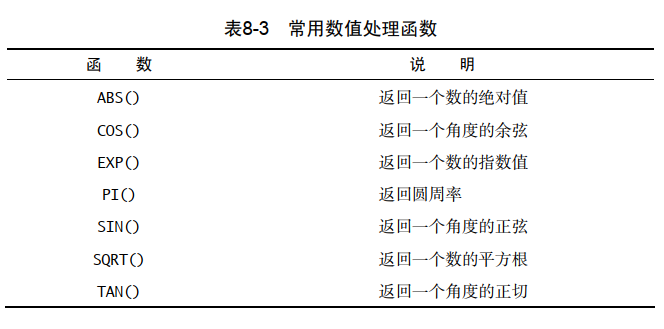 表8-3 常用数值处理函数
函 数 说 明
ABS() 返回一个数的绝对值
COS() 返回一个角度的余弦
EXP() 返回一个数的指数值
PI() 返回圆周率
SIN() 返回一个角度的正弦
SQRT() 返回一个数的平方根
TAN() 返回一个角度的正切